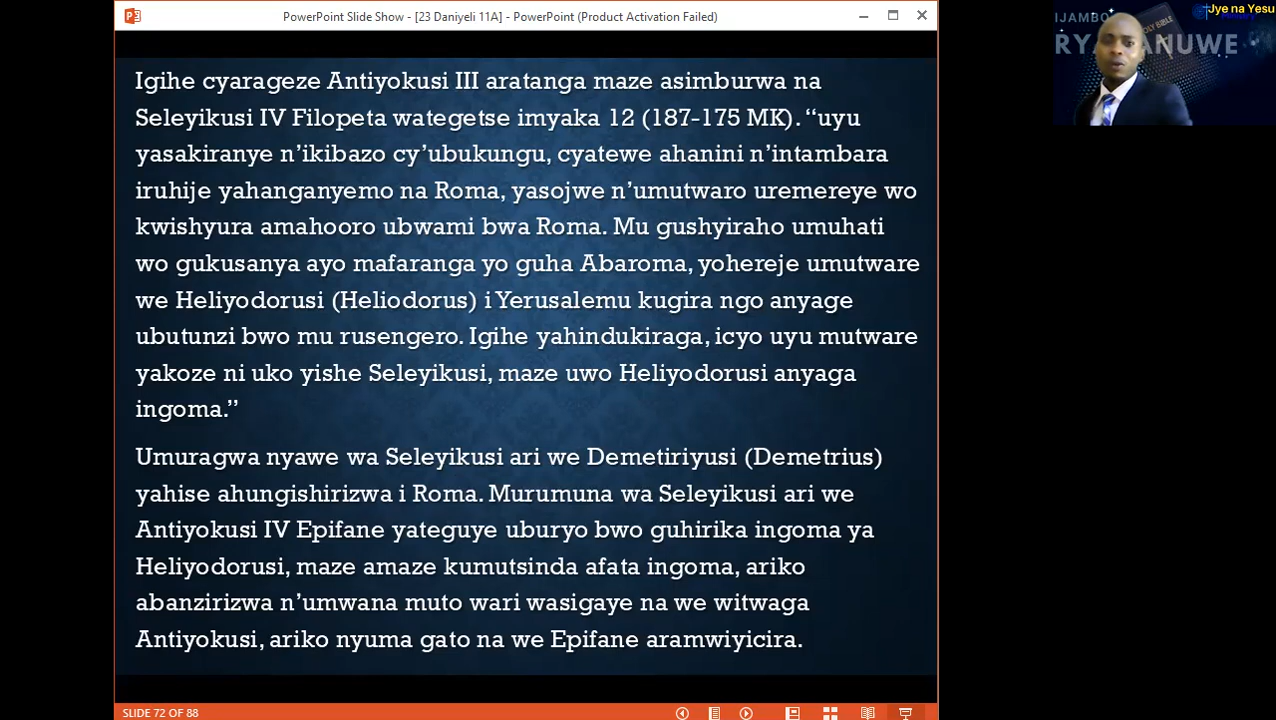 PowerPoint Slide Show - [23 Daniyeli 11A] - PowerPoint (Product Activation Failed)
Igihe cyarageze Antiyokusi III aratanga maze asimburwa na
Seleyikusi IV Filopeta wategetse imyaka 12 (187-175 MK). “uyu
yasakiranye n’ikibazo cy’ubukungu, cyatewe ahanini n’intambara
iruhije yahanganyemo na Roma, yasojwe n’umutwaro uremereye wo
kwishyura amahooro ubwami bwa Roma. Mu gushyiraho umuhati
wo gukusanya ayo mafaranga yo guha Abaroma, yohereje umutware
we Heliyodorusi (Heliodorus) i Yerusalemu kugira ngo anyage
ubutunzi bwo mu rusengero. Igihe yahindukiraga, icyo uyu mutware
yakoze ni uko yishe Seleyikusi, maze uwo Heliyodorusi anyaga
ingoma.”
Umuragwa nyawe wa Seleyikusi ari we Demetiriyusi (Demetrius)
yahise ahungishirizwa i Roma. Murumuna wa Seleyikusi ari we
Antiyokusi IV Epifane yateguye uburyo bwo guhirika ingoma ya
Heliyodorusi, maze amaze kumutsinda afata ingoma, ariko
abanzirizwa n’umwana muto wari wasigaye na we witwaga
Antiyokusi, ariko nyuma gato na we Epifane aramwiyicira.
SLIDE 72 OF 88
Jye na Yesu
IJAMBO
HOLY BIBLE